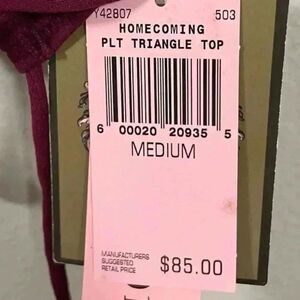 Y42807 503
HOMECOMING
PLT TRIANGLE TOP
6 00020 20935 5
MEDIUM
MANUFACTURERS
SUGGESTED
RETAIL PRICE
$85.00